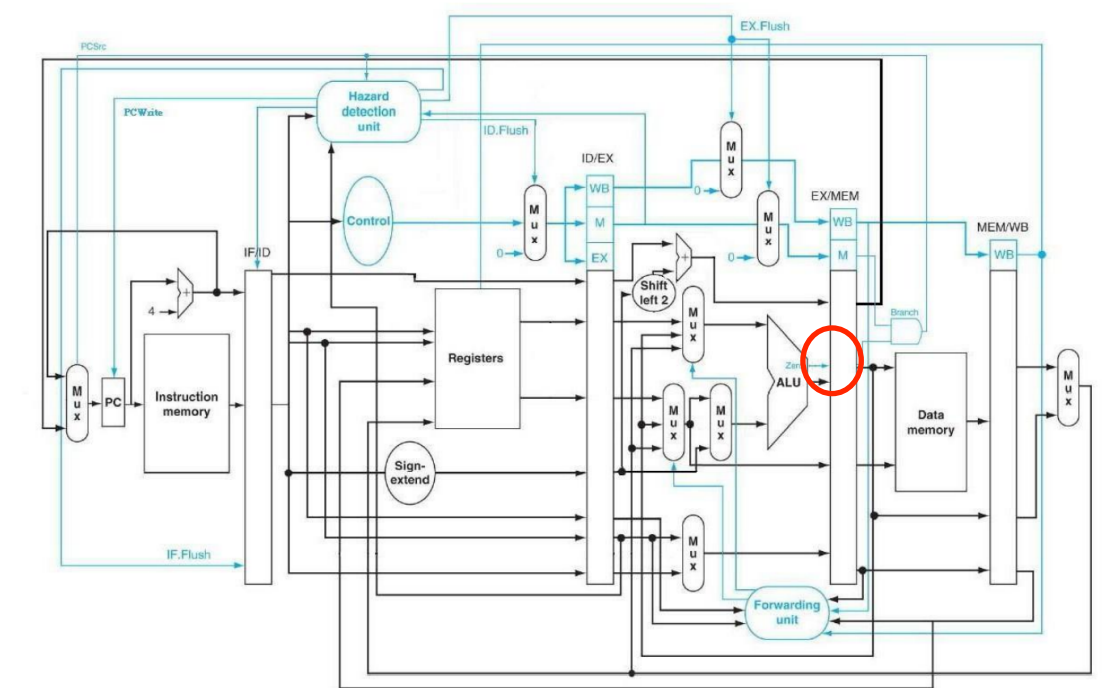 EX.Flush
PCSrc
Hazard
detection
unit
PCWrite
ID.Flush
ID/EX
M
u
x
WB
0
EX/MEM
Control
M
u
x
M
M
u
x
WB
MEM/WB
IF/ID
0
EX
0
M
WB
+
+
Shift
left 2
4
M
u
x
Branch
Registers
Zero
M
u
x
PC
Instruction
memory
ALU
M
u
x
M
u
x
M
u
x
Data
memory
Sign-
extend
IF.Flush
M
u
x
Forwarding
unit